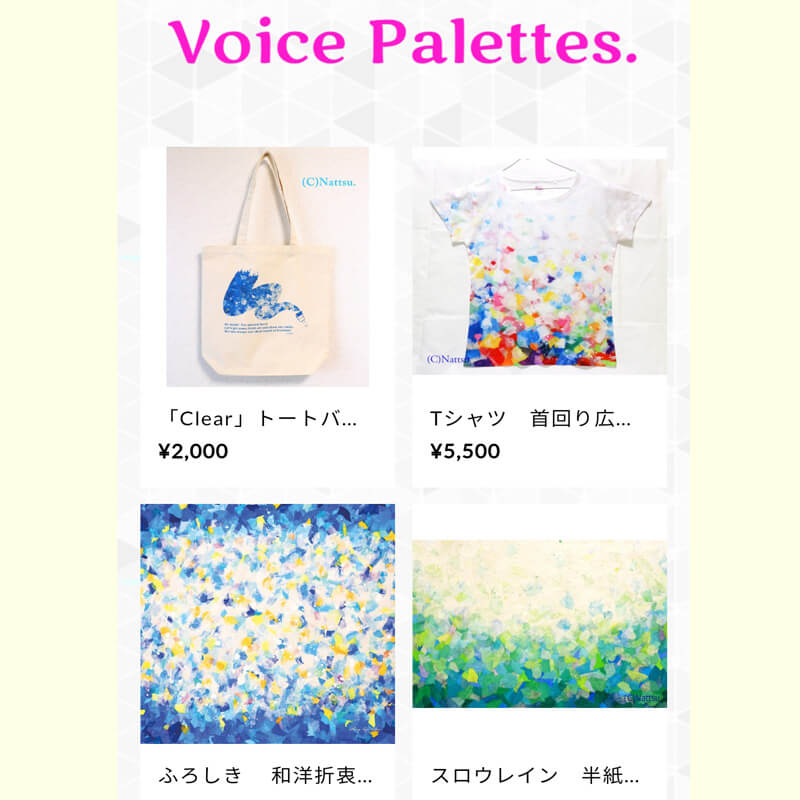 Voice Palettes.
(C)Nattsu.
(C)Nattsu.
「Clear」トートバ...
¥2,000
Tシャツ　首回り広...
¥5,500
(C)Nattsu.
ふろしき　和洋折衷...
スロウレイン　半紙...